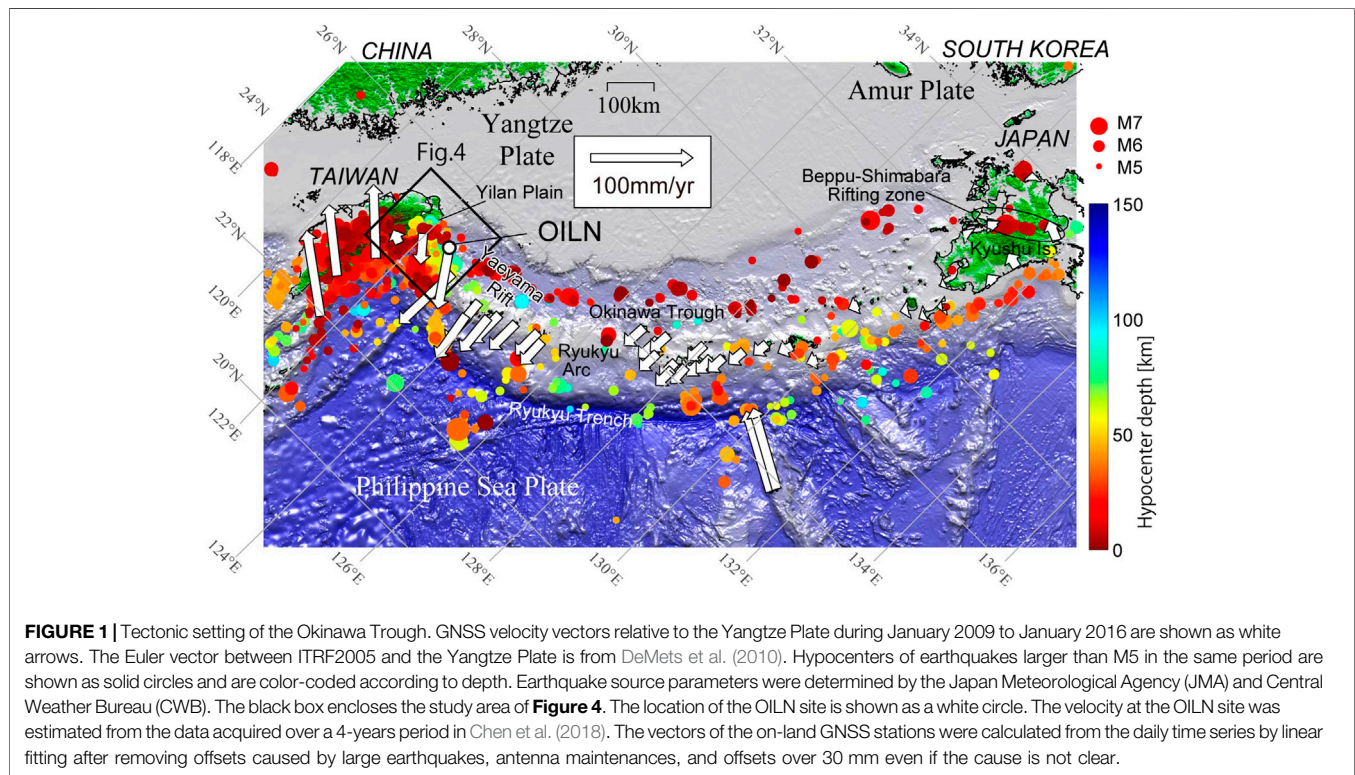 26°N
CHINA
28°N
30°N
32°N
SOUTH KOREA
24°N
118°E
100km
Amur Plate
Yangtze
Plate
M7
M6
M5
JAPAN
Fig.4
TAIWAN
Yilan Plain
100mm/yr
Beppu-Shimabara
Rifting zone
OILN
22°N
120°E
Yaeyama
Rift
Kyushu Is.
Okinawa Trough
Ryukyu
Arc
Ryukyu Trench
20°N
122°E
Philippine Sea Plate
124°E
126°E
128°E
130°E
132°E
134°E
136°E
150
100
50
0
Hypocenter depth [km]
FIGURE 1 | Tectonic setting of the Okinawa Trough. GNSS velocity vectors relative to the Yangtze Plate during January 2009 to January 2016 are shown as white
arrows. The Euler vector between ITRF2005 and the Yangtze Plate is from DeMets et al. (2010). Hypocenters of earthquakes larger than M5 in the same period are
shown as solid circles and are color-coded according to depth. Earthquake source parameters were determined by the Japan Meteorological Agency (JMA) and Central
Weather Bureau (CWB). The black box encloses the study area of Figure 4. The location of the OILN site is shown as a white circle. The velocity at the OILN site was
estimated from the data acquired over a 4-years period in Chen et al. (2018). The vectors of the on-land GNSS stations were calculated from the daily time series by linear
fitting after removing offsets caused by large earthquakes, antenna maintenances, and offsets over 30 mm even if the cause is not clear.